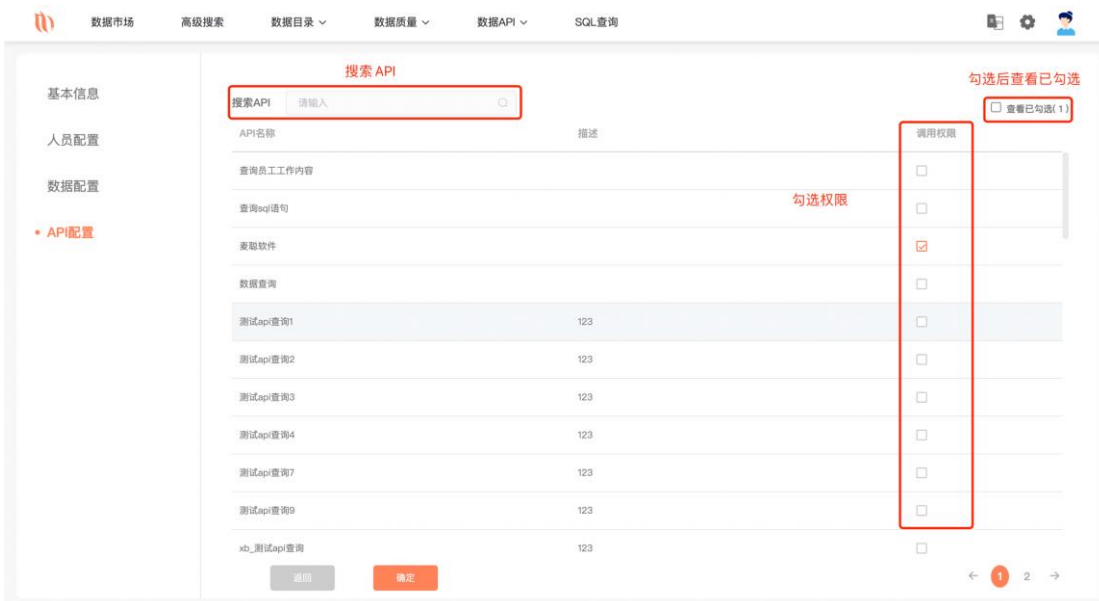 数据市场 高级搜索 数据目录 数据质量 数据API SQL查询
搜索 API
勾选后查看已勾选
基本信息
搜索API 请输入
查看已勾选( 1 )
API名称 描述 调用权限
人员配置
查询员工工作内容
数据配置
勾选权限
查询sql语句
API配置
麦聪软件
数据查询
测试api查询1 123
测试api查询2 123
测试api查询3 123
测试api查询4 123
测试api查询7 123
测试api查询9 123
xb_测试api查询 123
返回 确定
1 2